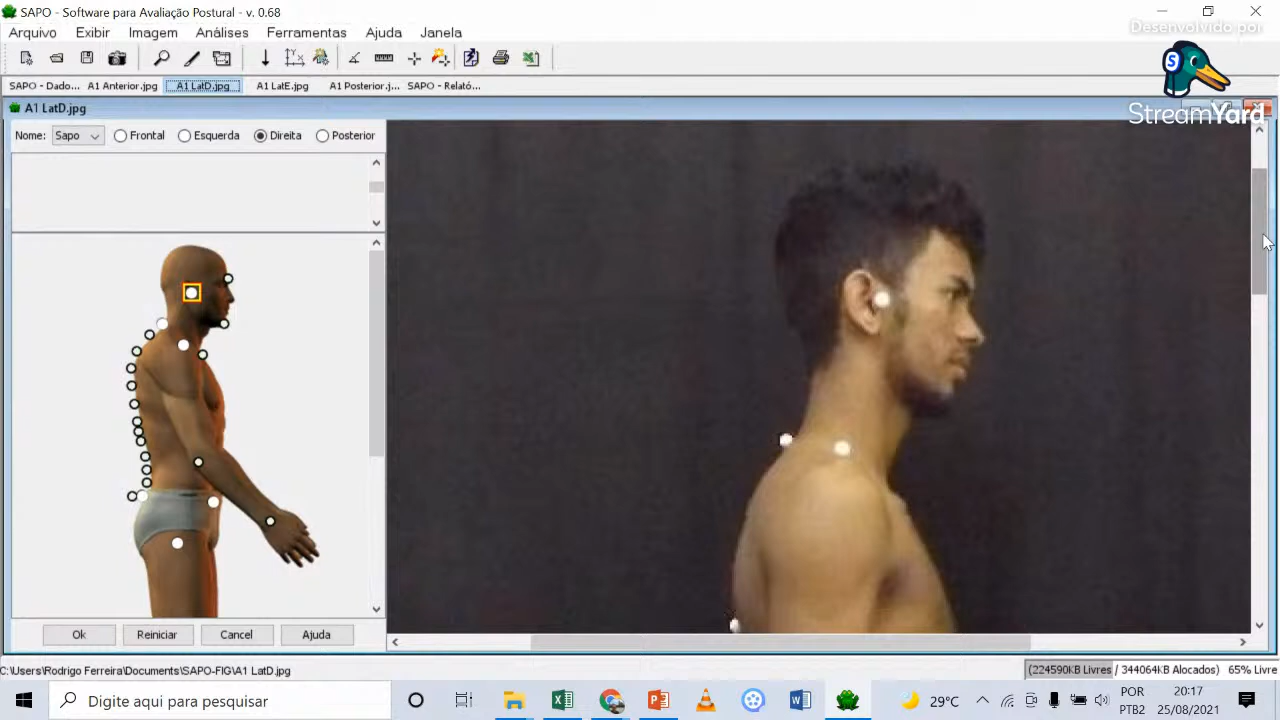 SAPO - Software para Avaliação Postural - v. 0.68
Desenvolvido por
Arquivo Exibir Imagem Análises Ferramentas Ajuda Janela
S
StreamYard
SAPO - Dado... A1 Anterior.jpg A1 LatD.jpg A1 LatE.jpg A1 Posterior.j... SAPO - Relató...
A1 LatD.jpg
Nome: Sapo Frontal Esquerda Direita Posterior
Ok Reiniciar Cancel Ajuda
C:\Users\Rodrigo Ferreira\Documents\SAPO-FIG\A1 LatD.jpg
(224590kB Livres / 344064kB Alocados) 65% Livre
Digite aqui para pesquisar
29°C
POR
PTB2
20:17
25/08/2021